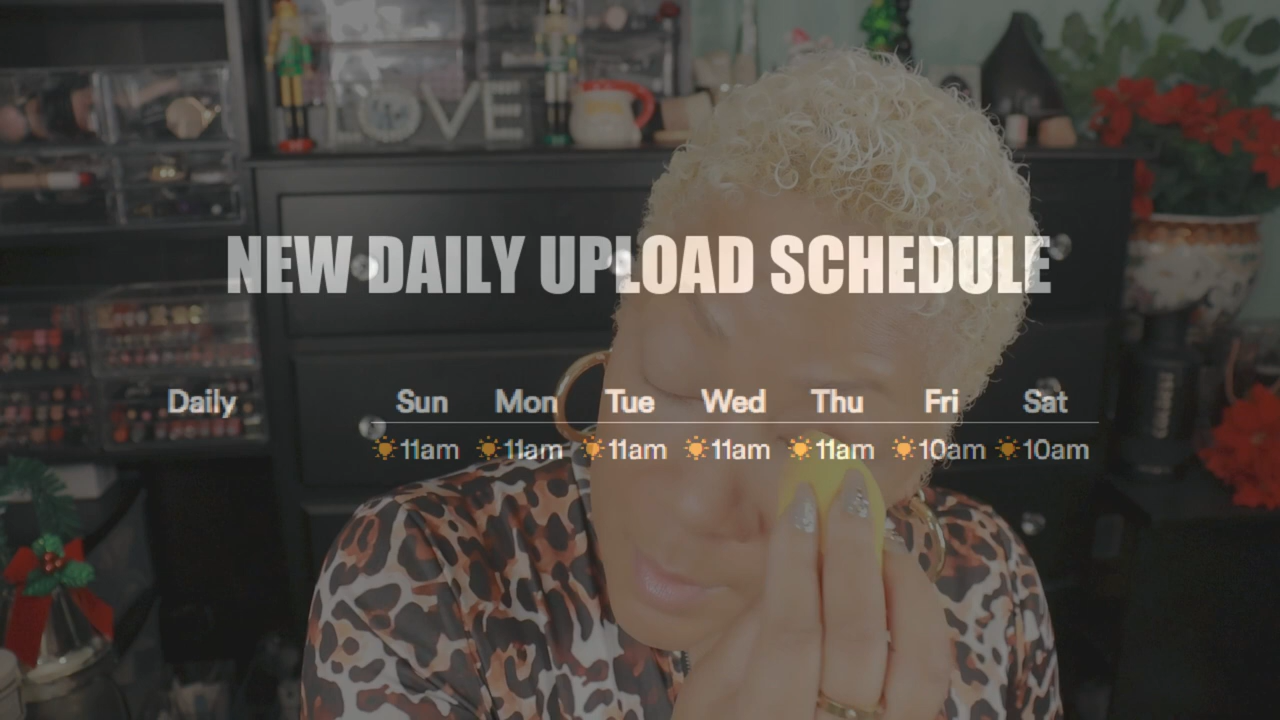 LOVE
NEW DAILY UPLOAD SCHEDULE
Daily Sun Mon Tue Wed Thu Fri Sat
11am 11am 11am 11am 11am 10am 10am